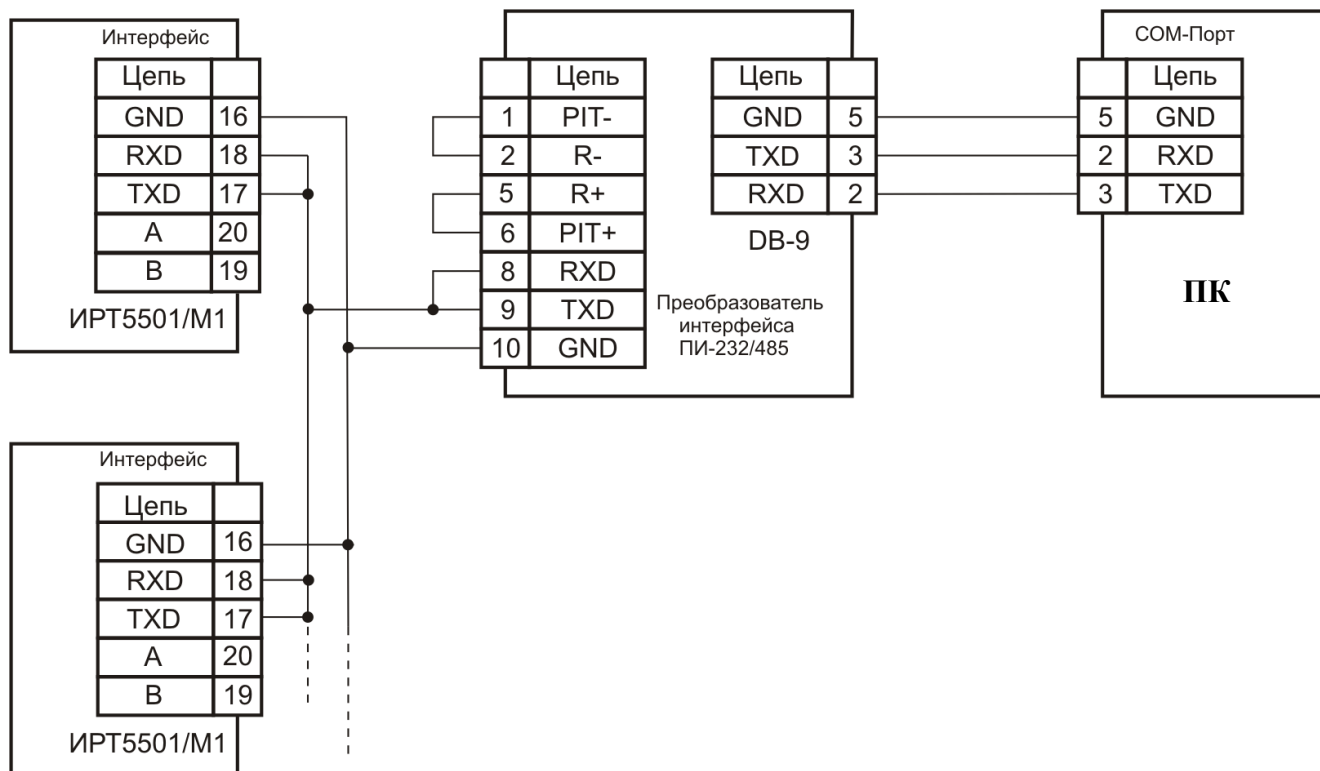 Интерфейс
Цепь
GND 16
RXD 18
TXD 17
A 20
B 19
ИРТ5501/М1
Цепь
1 PIT-
2 R-
5 R+
6 PIT+
8 RXD
9 TXD
10 GND
Цепь
GND 5
TXD 3
RXD 2
DB-9
Преобразователь
интерфейса
ПИ-232/485
COM-Порт
Цепь
5 GND
2 RXD
3 TXD
ПК
Интерфейс
Цепь
GND 16
RXD 18
TXD 17
A 20
B 19
ИРТ5501/М1